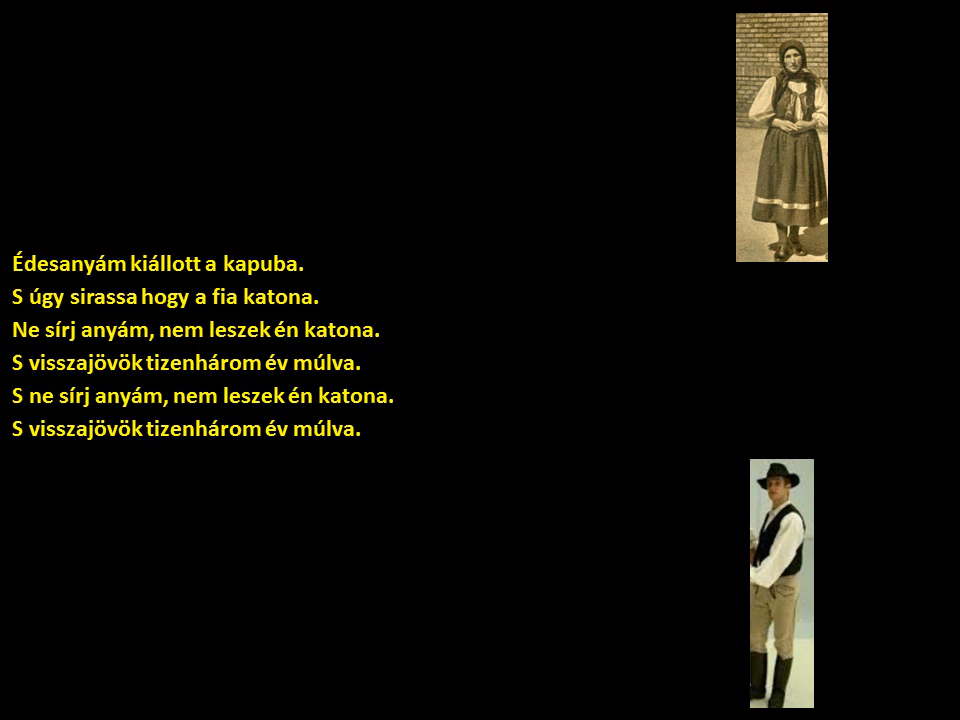 Édesanyám kiállott a kapuba.
S úgy sirassa hogy a fia katona.
Ne sírj anyám, nem leszek én katona.
S visszajövök tizenhárom év múlva.
S ne sírj anyám, nem leszek én katona.
S visszajövök tizenhárom év múlva.